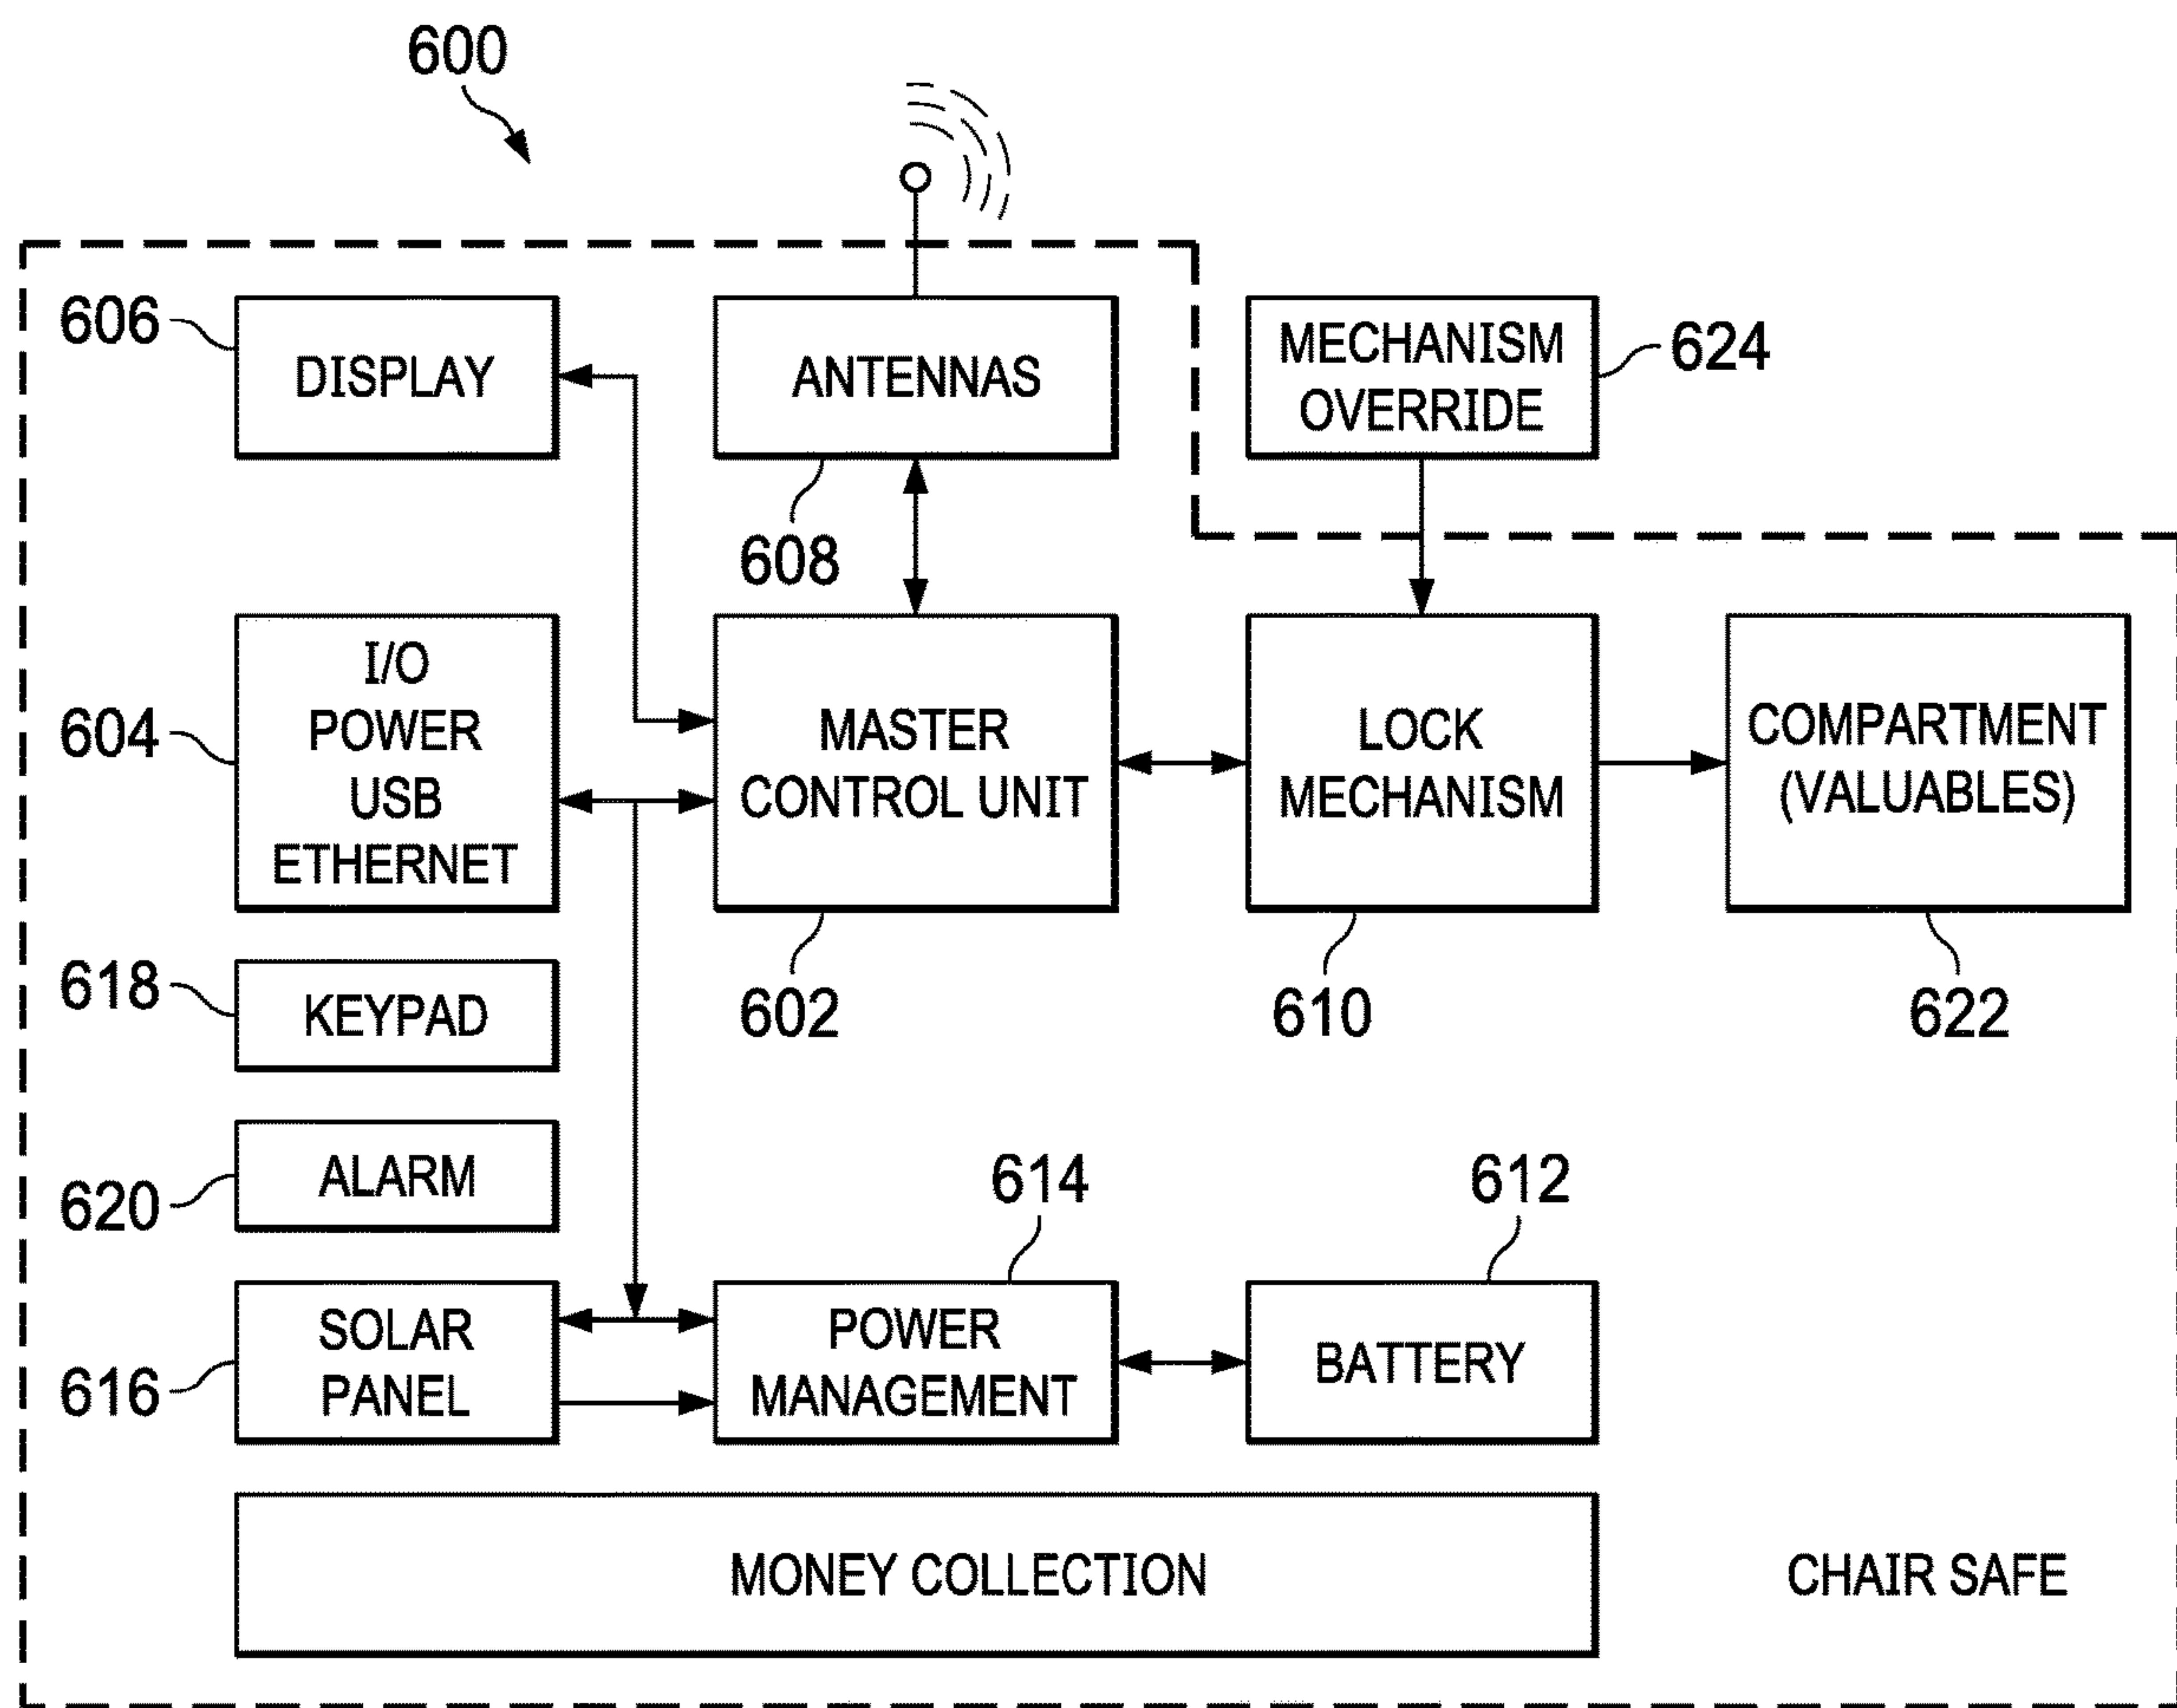 600
606
DISPLAY
ANTENNAS
608
MECHANISM
OVERRIDE
624
604
I/O
POWER
USB
ETHERNET
MASTER
CONTROL UNIT
602
LOCK
MECHANISM
610
COMPARTMENT
(VALUABLES)
622
618
KEYPAD
620
ALARM
616
SOLAR
PANEL
614
POWER
MANAGEMENT
612
BATTERY
MONEY COLLECTION
CHAIR SAFE